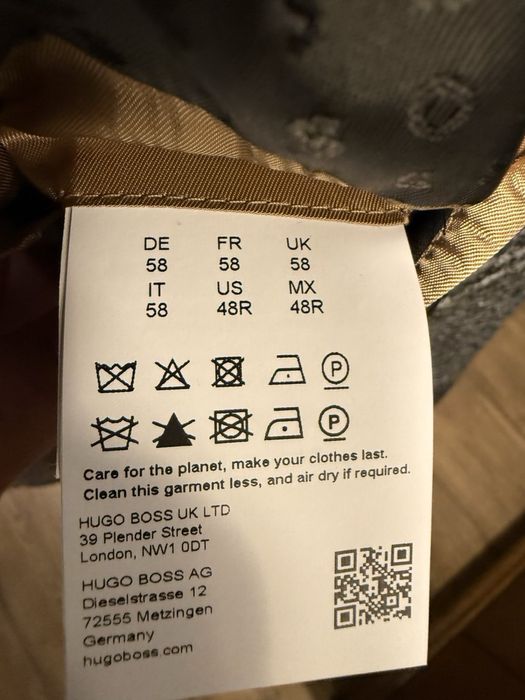 DE FR UK
58 58 58
IT US MX
58 48R 48R
P
P
Care for the planet, make your clothes last.
Clean this garment less, and air dry if required.
HUGO BOSS UK LTD
39 Plender Street
London, NW1 0DT
HUGO BOSS AG
Dieselstrasse 12
72555 Metzingen
Germany
hugoboss.com